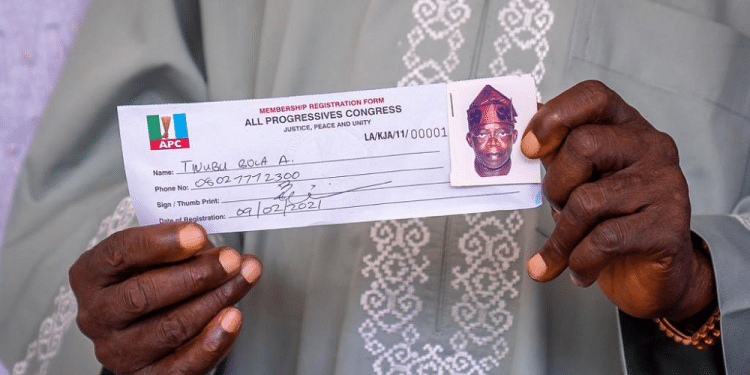 MEMBERSHIP REGISTRATION FORM
ALL PROGRESSIVES CONGRESS
JUSTICE, PEACE AND UNITY
LA/KJA/11/00001
APC
Name: TINUBU BOLA A.
Phone No: 08027772300
Sign / Thumb Print:
Date of Registration: 09/02/2021